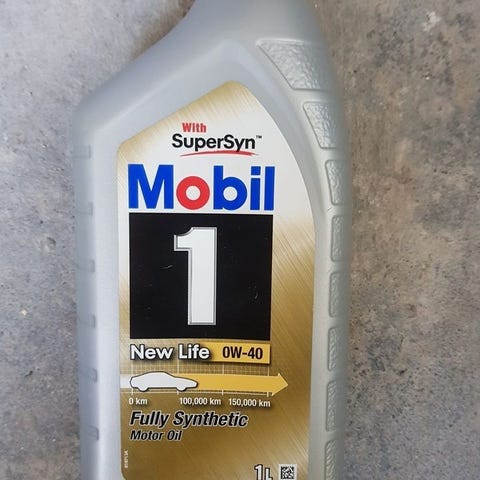 With
SuperSyn™
Mobil
1
New Life 0W-40
0 km 100,000 km 150,000 km
Fully Synthetic
Motor Oil
1L